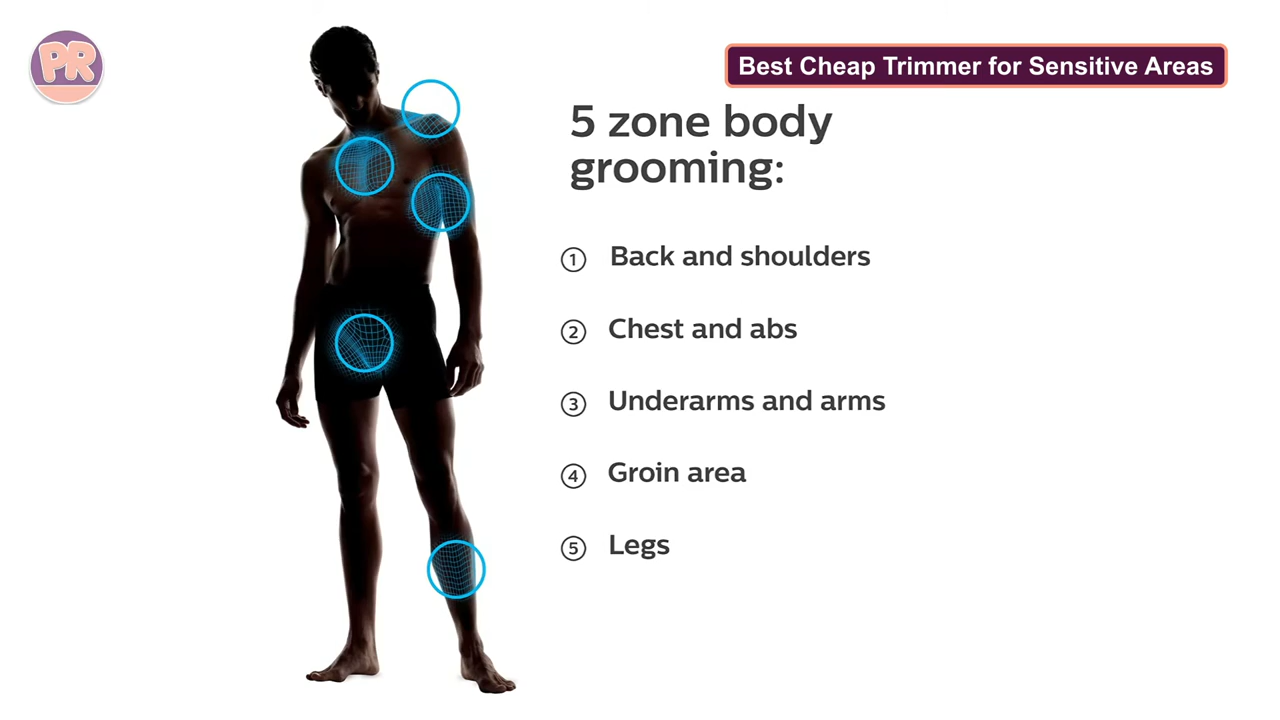 PR
Best Cheap Trimmer for Sensitive Areas
5 zone body
grooming:
1 Back and shoulders
2 Chest and abs
3 Underarms and arms
4 Groin area
5 Legs